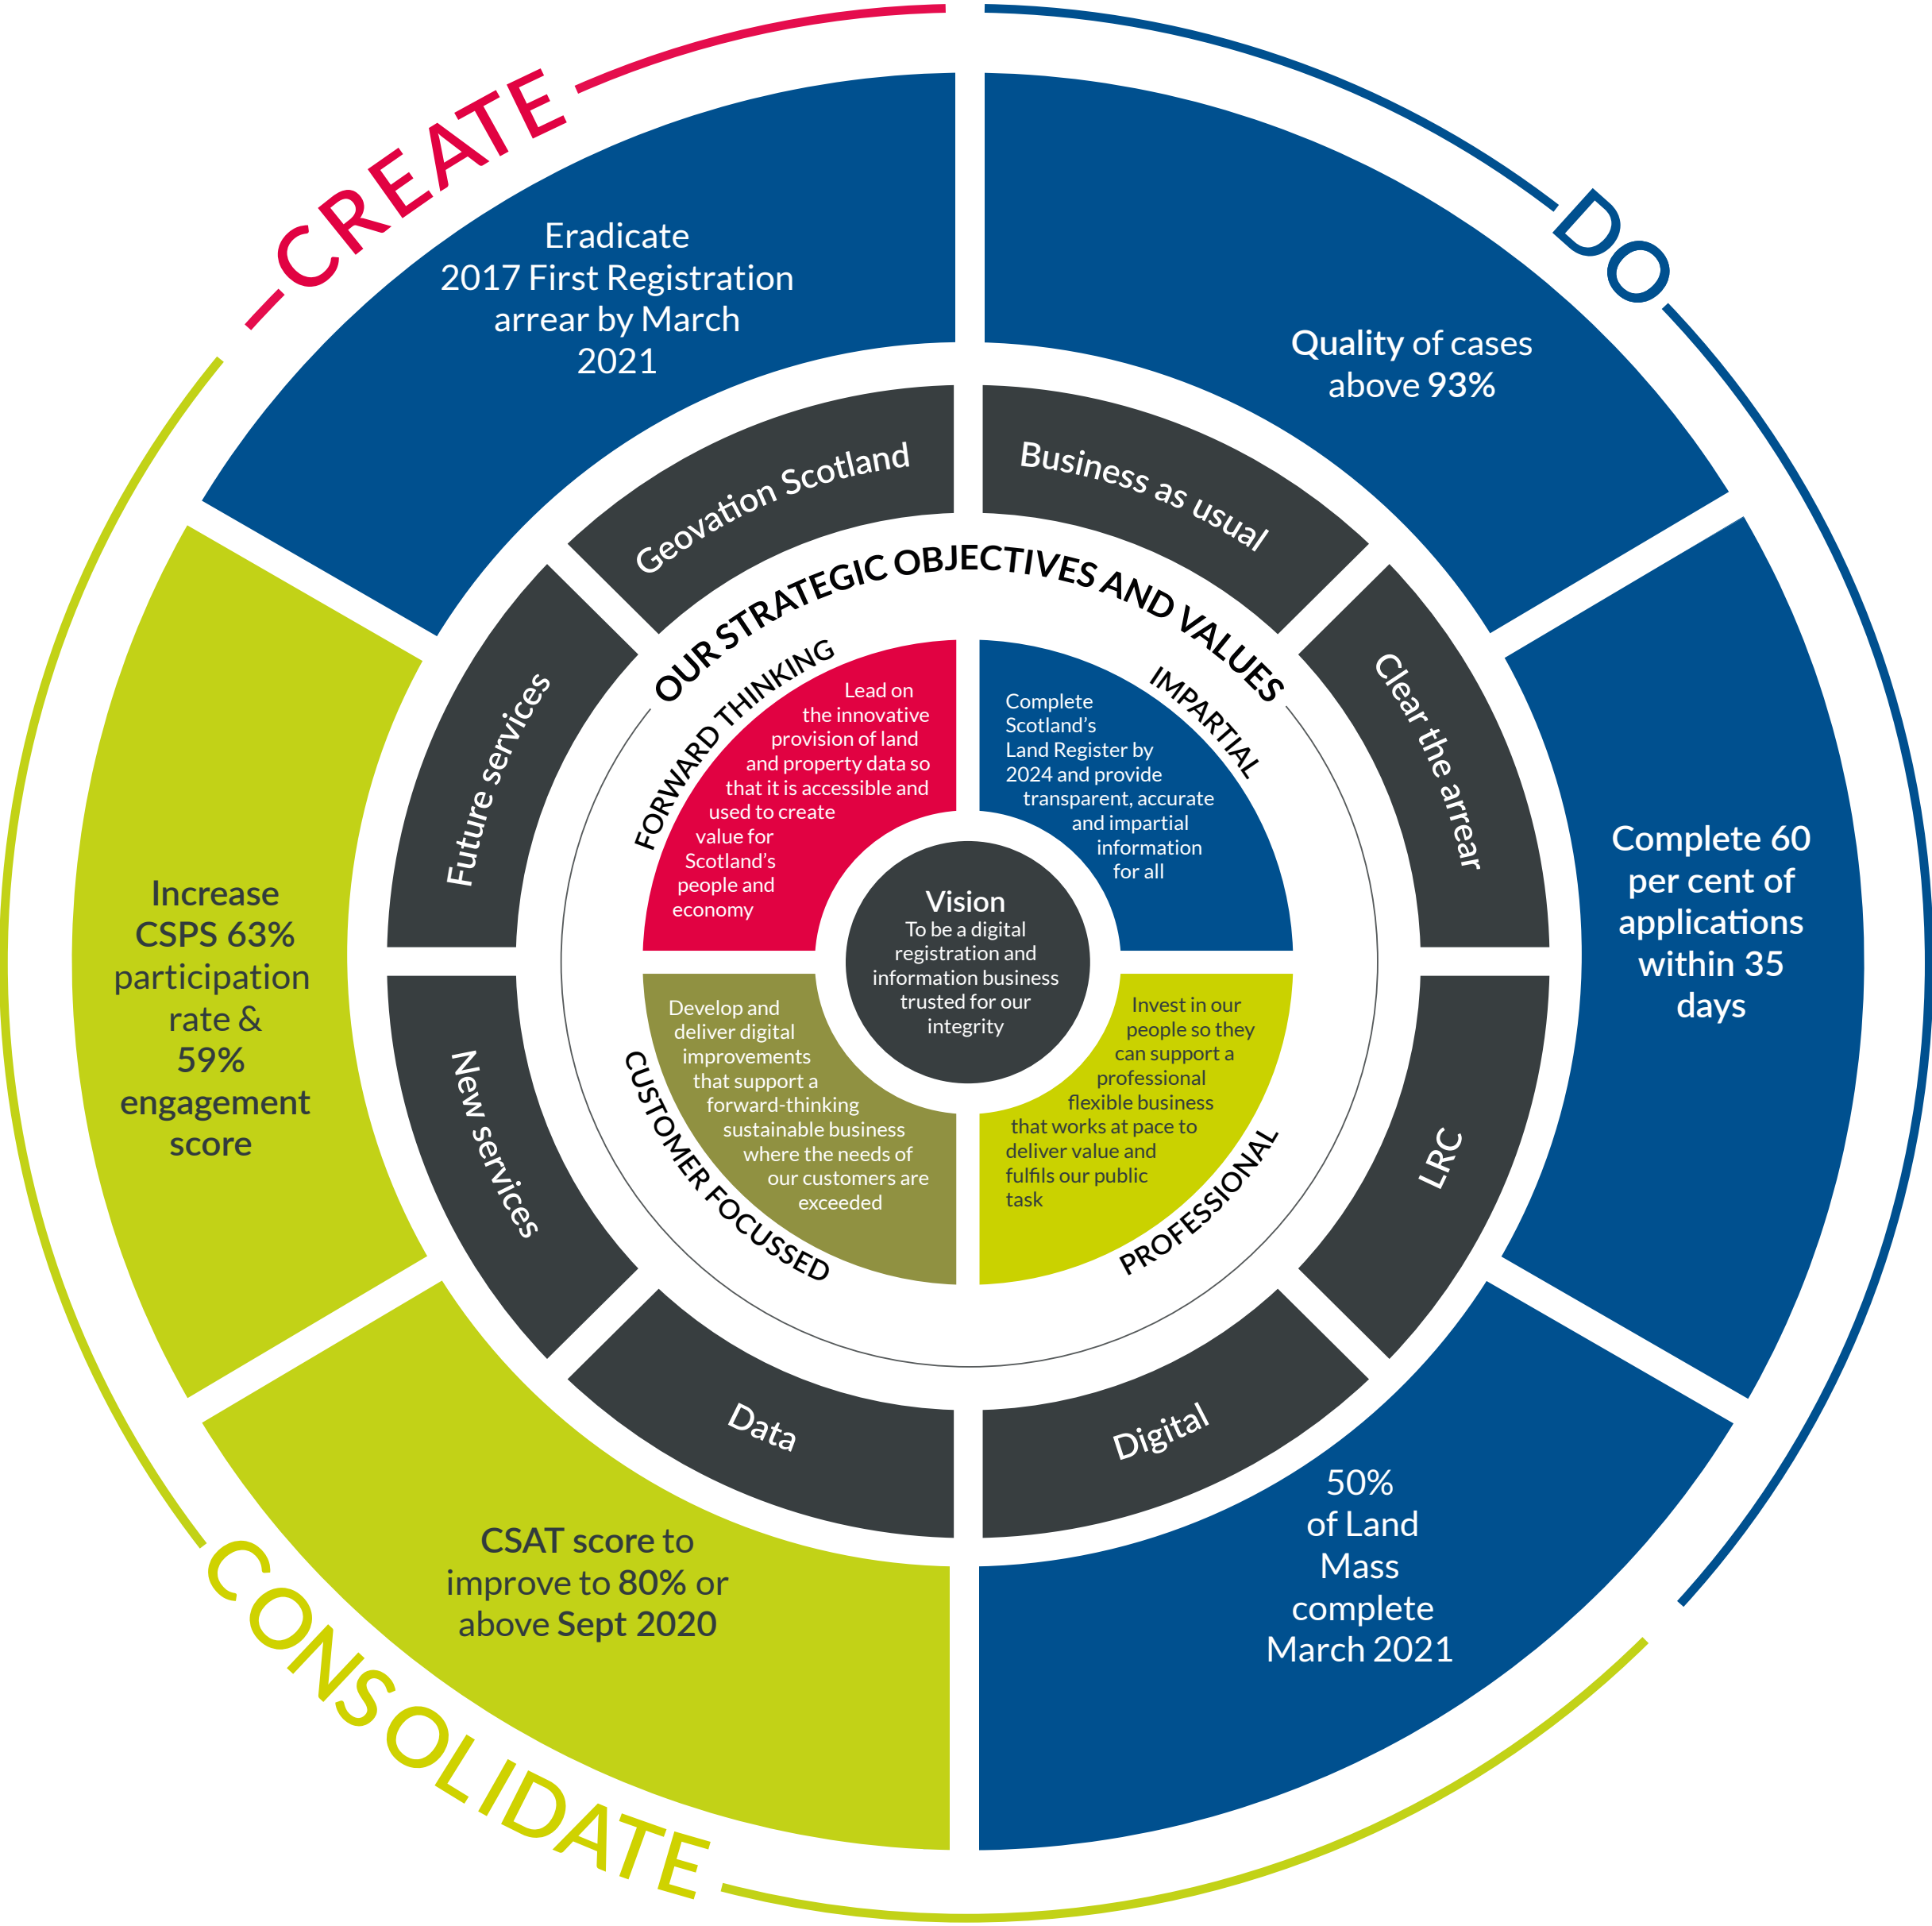 CREATE
DO
CONSOLIDATE
Eradicate
2017 First Registration
arrear by March
2021
Quality of cases
above 93%
Complete 60
per cent of
applications
within 35
days
50%
of Land
Mass
complete
March 2021
CSAT score to
improve to 80% or
above Sept 2020
Increase
CSPS 63%
participation
rate &
59%
engagement
score
Geovation Scotland
Business as usual
Clear the arrear
LRC
Digital
Data
New services
Future services
OUR STRATEGIC OBJECTIVES AND VALUES
FORWARD THINKING
Lead on
the innovative
provision of land
and property data so
that it is accessible and
used to create
value for
Scotland’s
people and
economy
IMPARTIAL
Complete
Scotland’s
Land Register by
2024 and provide
transparent, accurate
and impartial
information
for all
Vision
To be a digital
registration and
information business
trusted for our
integrity
CUSTOMER FOCUSSED
Develop and
deliver digital
improvements
that support a
forward-thinking
sustainable business
where the needs of
our customers are
exceeded
PROFESSIONAL
Invest in our
people so they
can support a
professional
flexible business
that works at pace to
deliver value and
fulfils our public
task